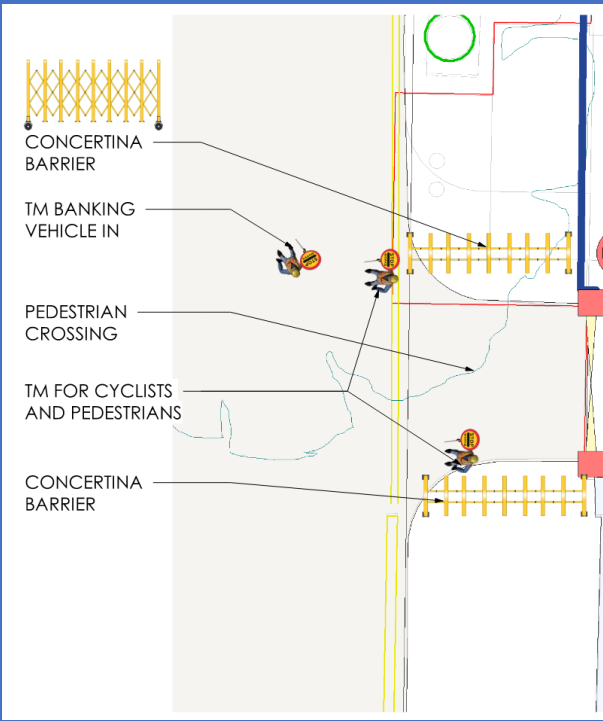 CONCERTINA
BARRIER
TM BANKING
VEHICLE IN
PEDESTRIAN
CROSSING
TM FOR CYCLISTS
AND PEDESTRIANS
CONCERTINA
BARRIER